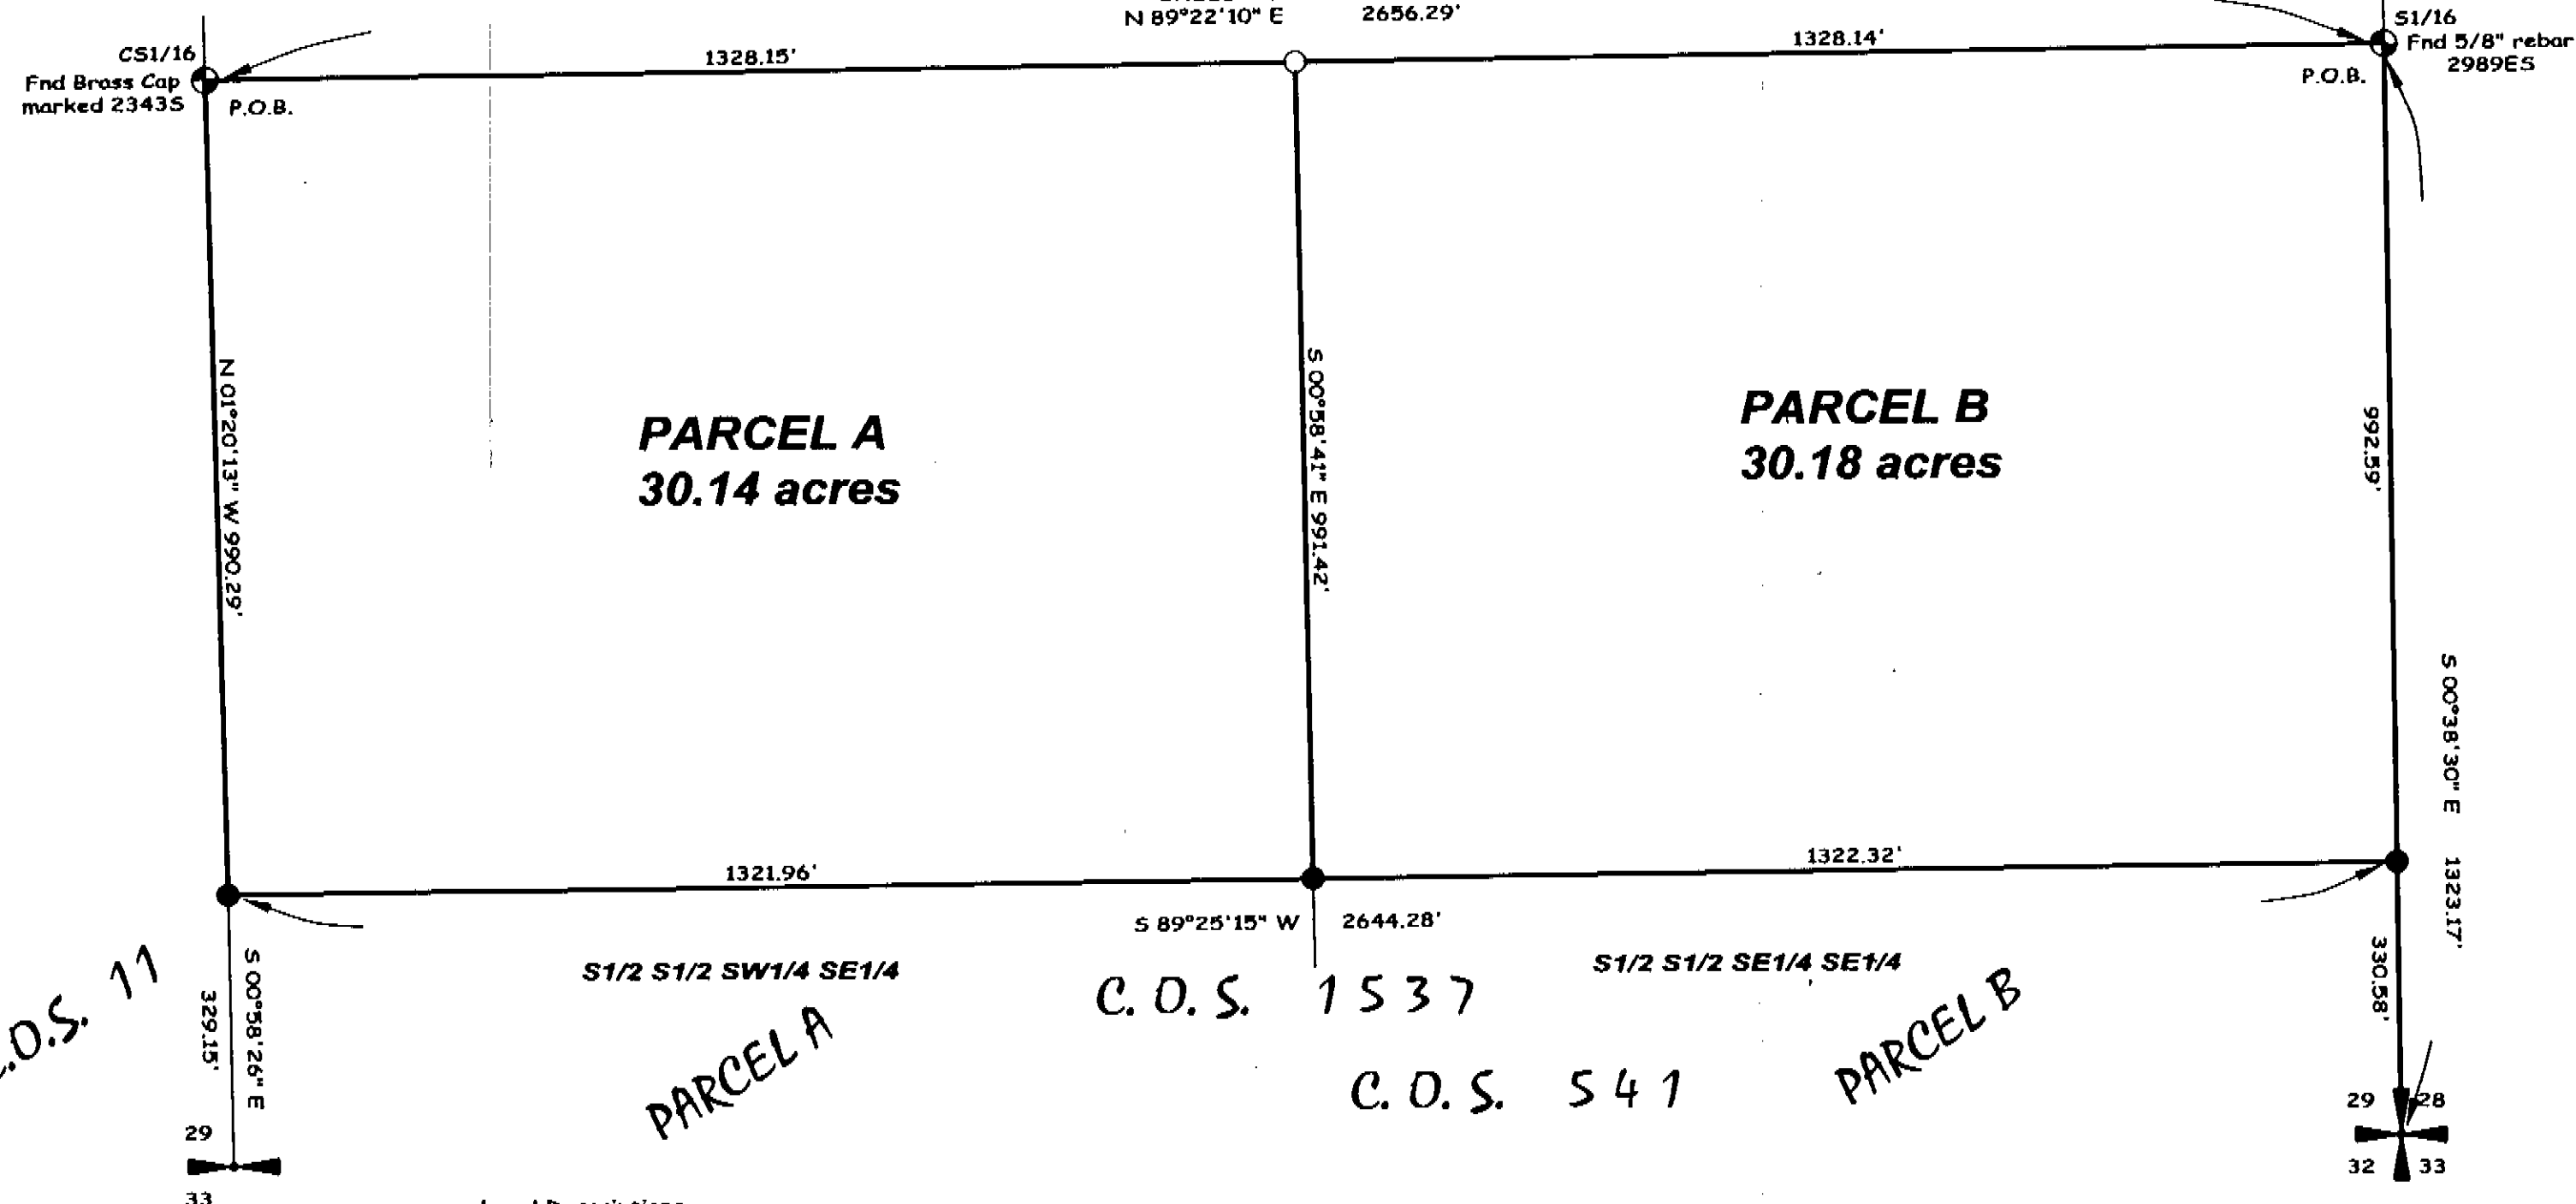 N 89°22'10" E 2656.29'
CS1/16
Fnd Brass Cap
marked 2343S
P.O.B.
1328.15'
1328.14'
S1/16
Fnd 5/8" rebar
2989ES
P.O.B.
N 01°20'13" W 990.29'
PARCEL A
30.14 acres
S 00°58'41" E 991.42'
PARCEL B
30.18 acres
992.59'
S 00°38'30" E 1323.17'
1321.96'
1322.32'
S 89°25'15" W 2644.28'
S1/2 S1/2 SW1/4 SE1/4
S1/2 S1/2 SE1/4 SE1/4
.O.S. 11
S 00°58'26" E
329.15'
C.O.S. 1537
C.O.S. 541
PARCEL A
PARCEL B
330.58'
29
33
29 28
32 33